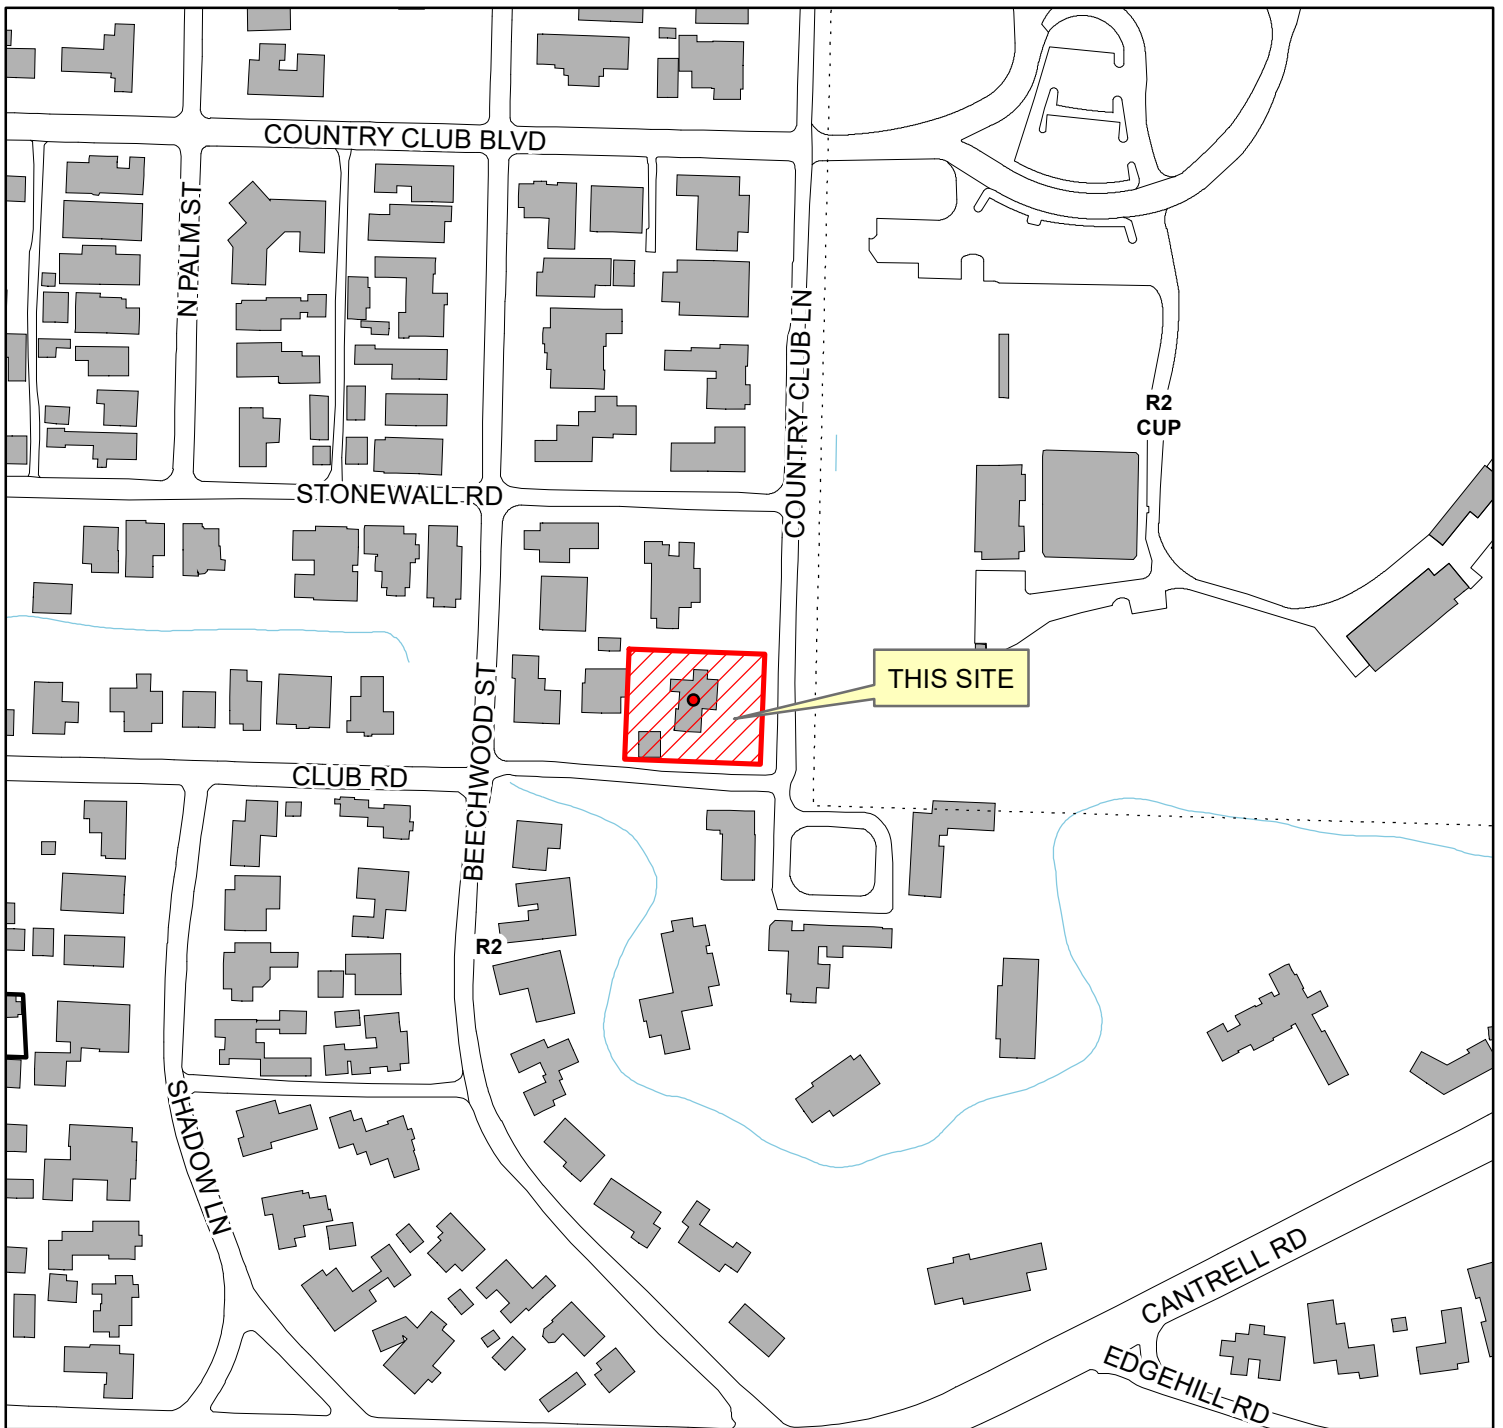 COUNTRY CLUB BLVD
N PALM ST
COUNTRY CLUB LN
R2
CUP
STONEWALL RD
THIS SITE
BEECHWOOD ST
CLUB RD
R2
SHADOW LN
CANTRELL RD
EDGEHILL RD